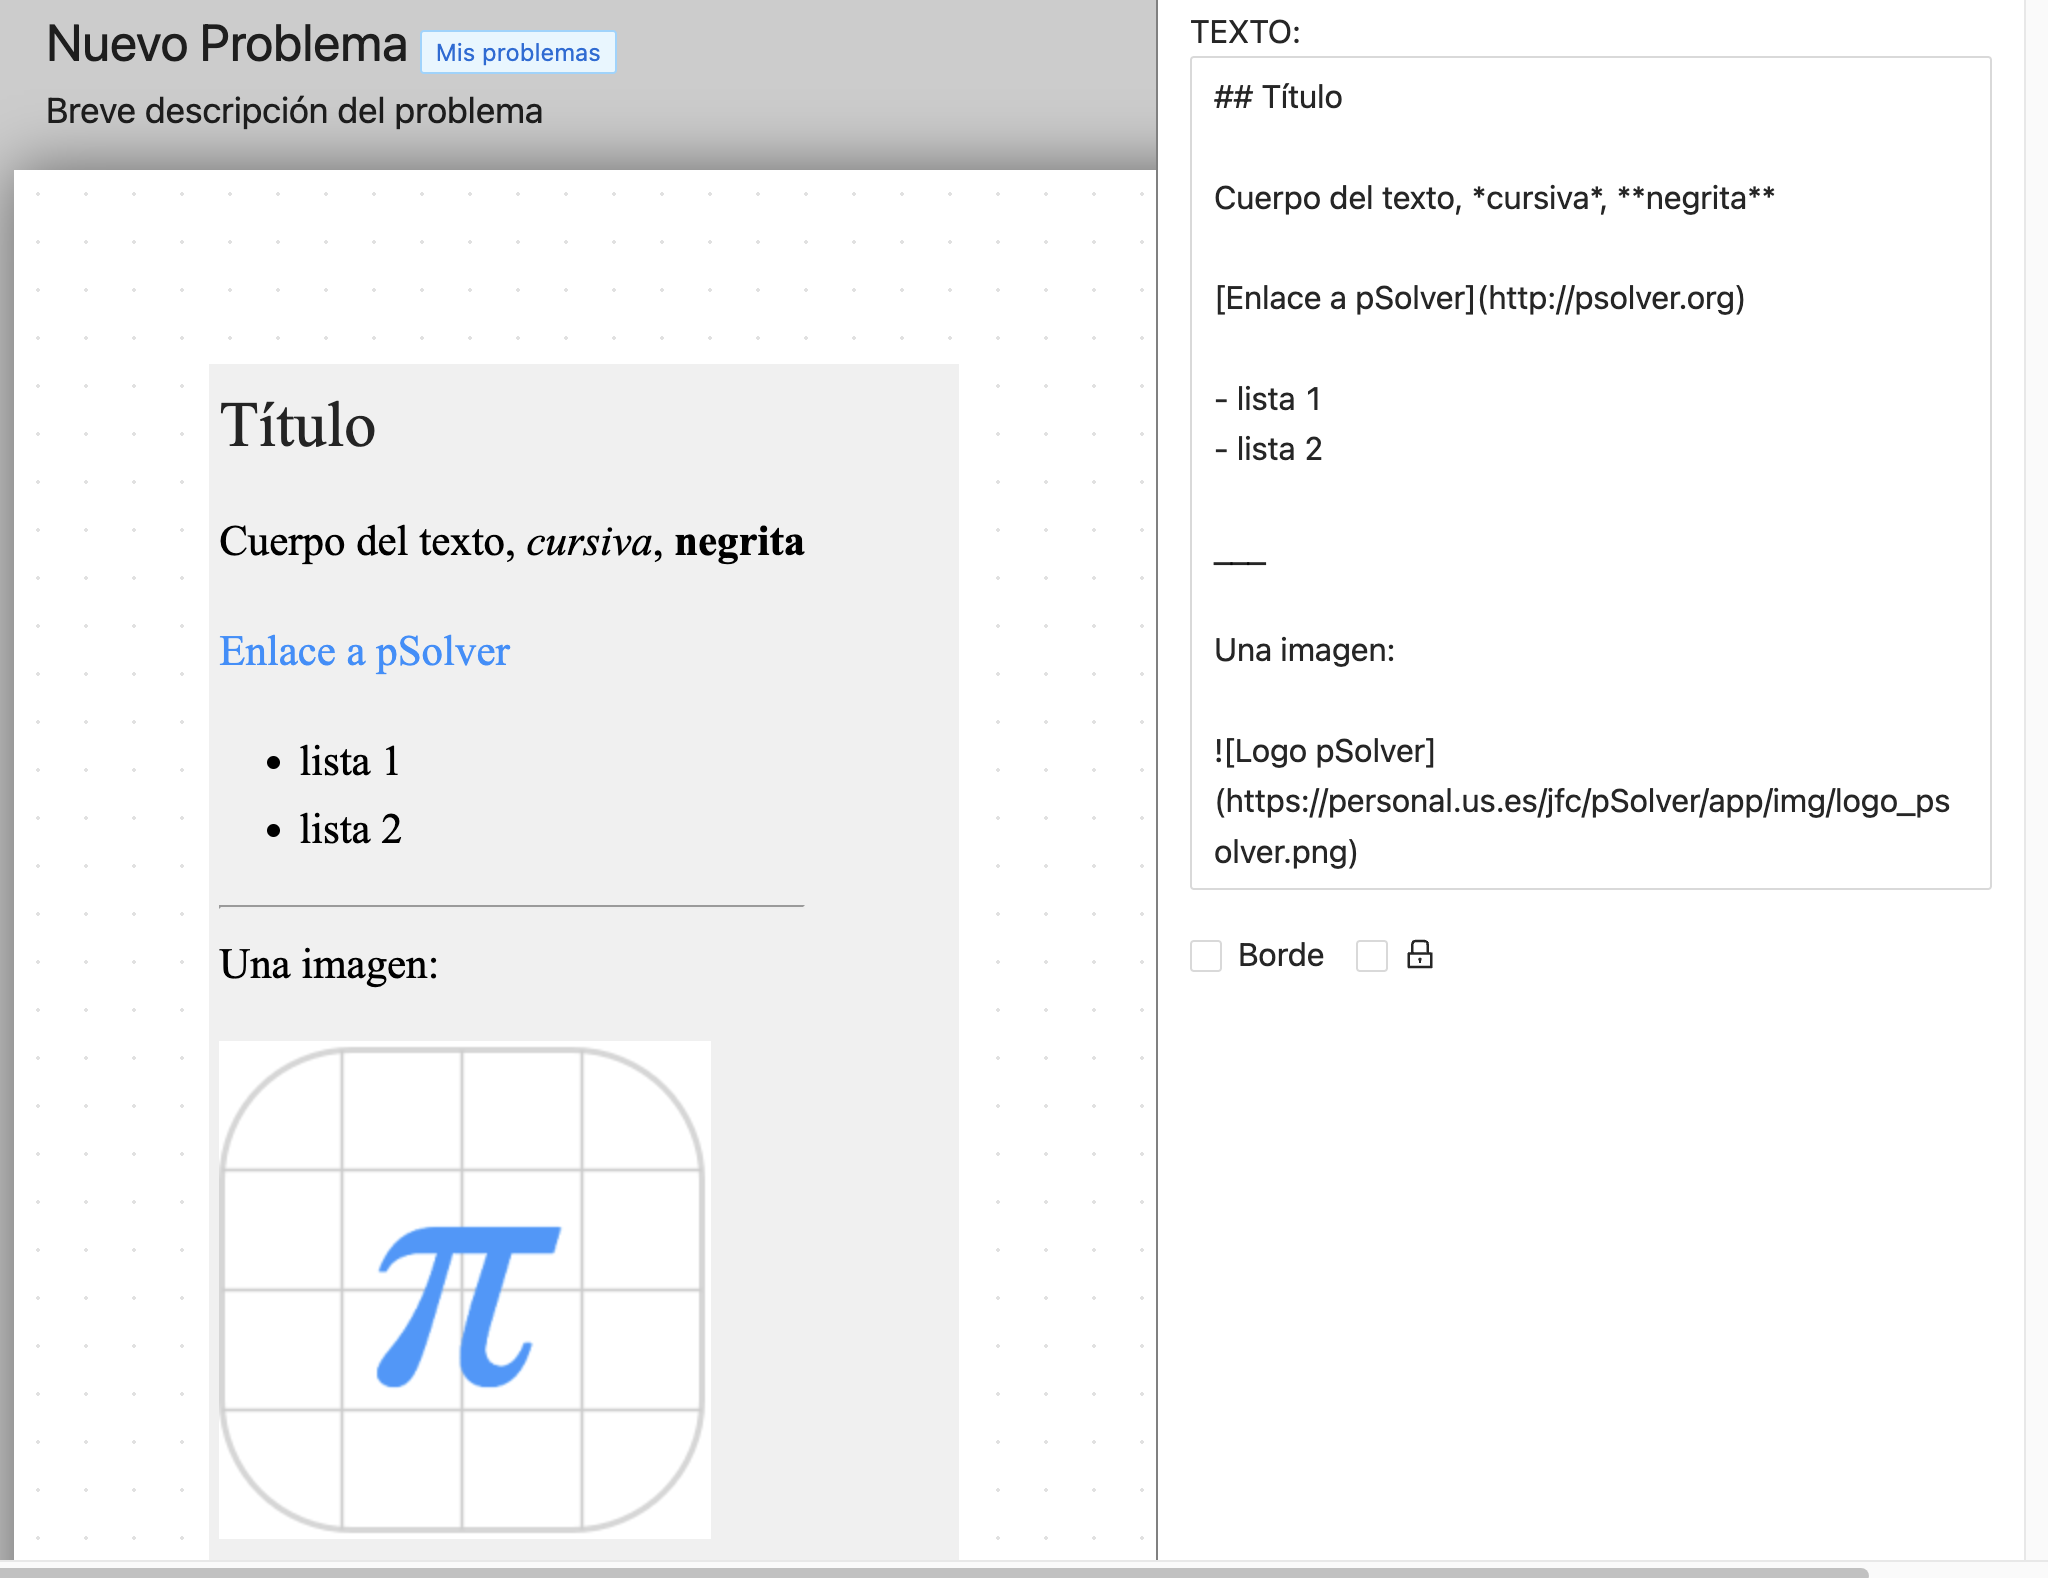 Nuevo Problema Mis problemas
Breve descripción del problema
Título
Cuerpo del texto, cursiva, negrita
Enlace a pSolver
• lista 1
• lista 2
Una imagen:
π
TEXTO:
## Título
Cuerpo del texto, *cursiva*, **negrita**
[Enlace a pSolver](http://psolver.org)
- lista 1
- lista 2
___
Una imagen:
![Logo pSolver]
(https://personal.us.es/jfc/pSolver/app/img/logo_ps
olver.png)
Borde